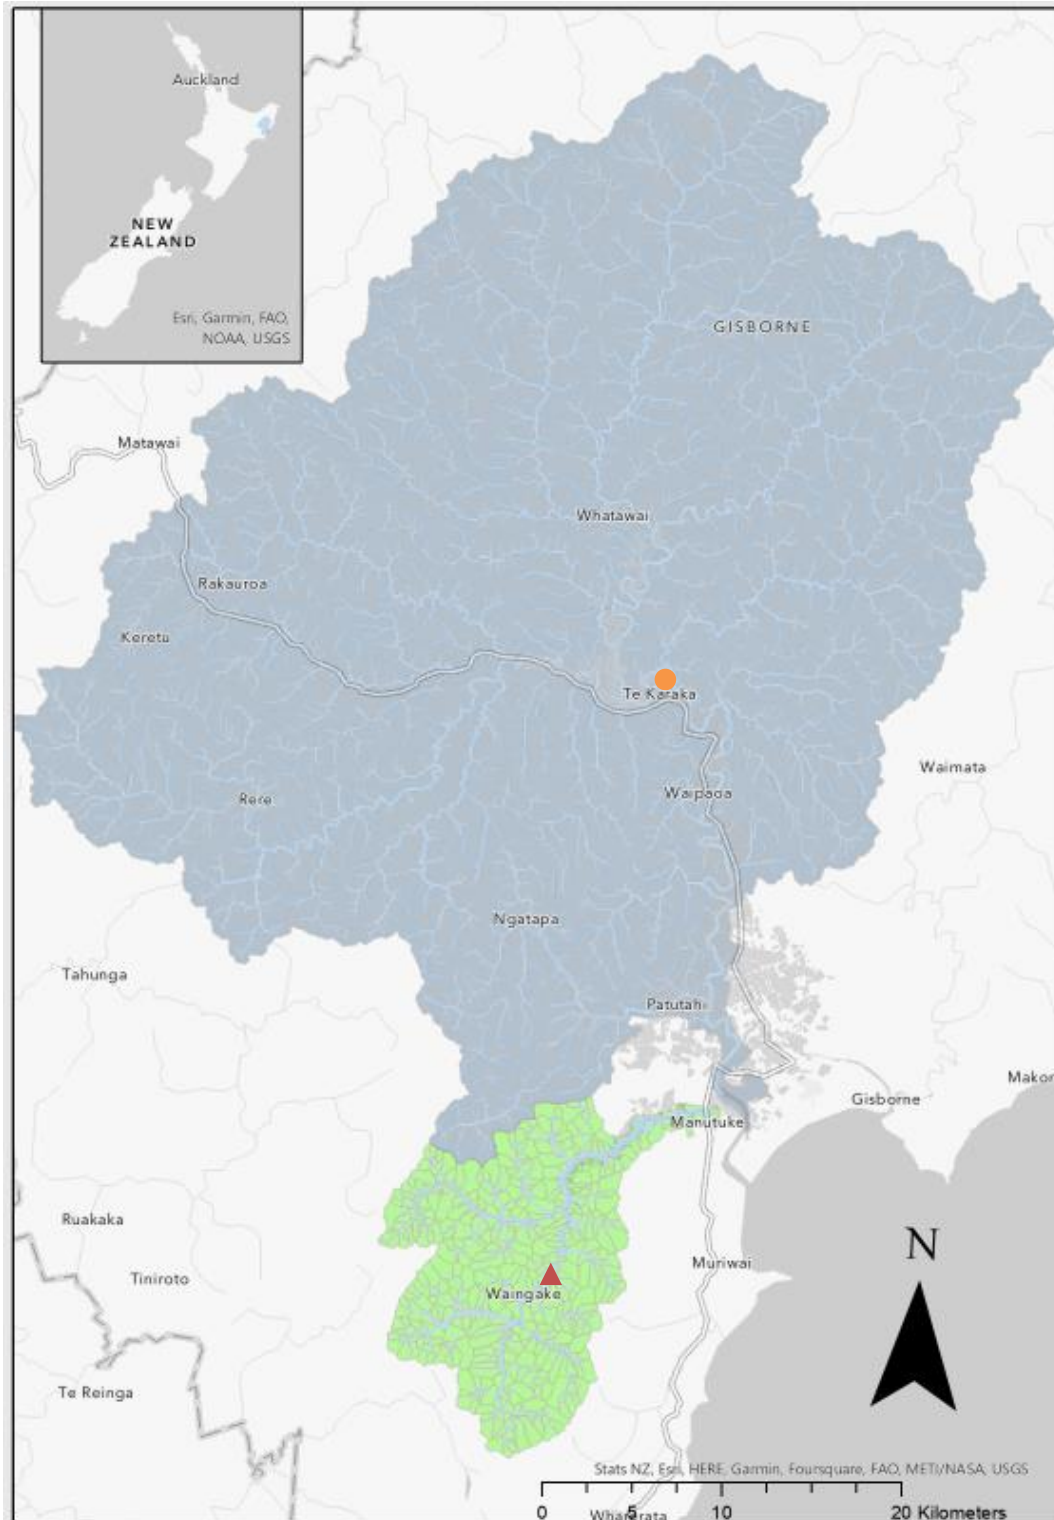 Auckland
NEW
ZEALAND
Esri, Garmin, FAO,
NOAA, USGS
GISBORNE
Matawai
Whatawai
Rakauroa
Keretu
Te Karaka
Waimata
Waipaoa
Rere
Ngatapa
Tahunga
Patutahi
Makor
Gisborne
Manutuke
Ruakaka
N
Muriwai
Tiniroto
Waingake
Te Reinga
Stats NZ, Esri, HERE, Garmin, Foursquare, FAO, METI/NASA, USGS
0 5 10 20 Kilometers
Wharerata